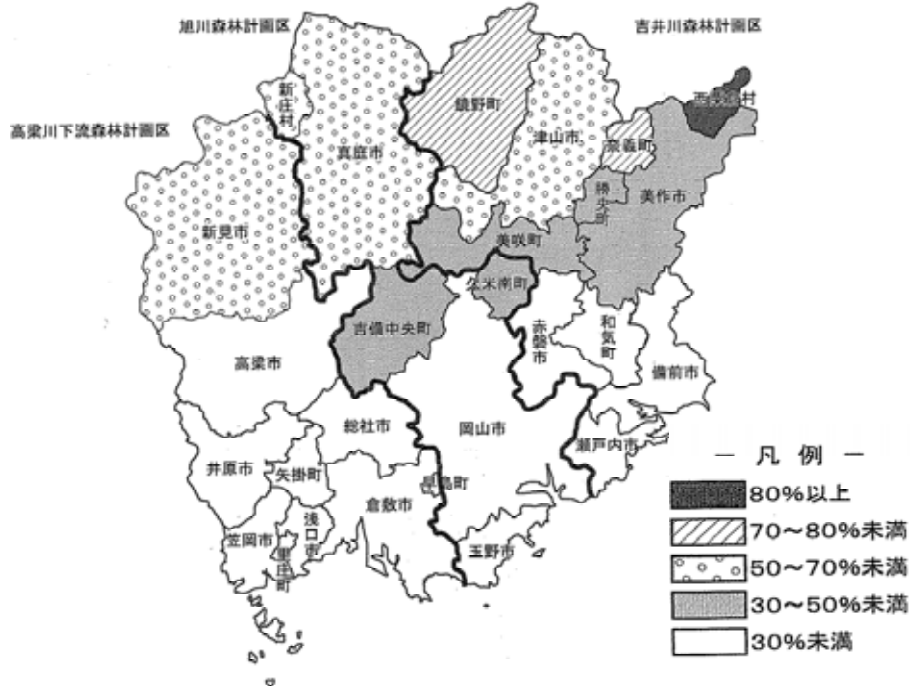 旭川森林計画区
吉井川森林計画区
高梁川下流森林計画区
新庄村
真庭市
鏡野町
津山市
奈義町
勝央町
美作市
新見市
美咲町
久米南町
吉備中央町
高梁市
赤磐市
和気町
備前市
総社市
岡山市
瀬戸内市
井原市
矢掛町
早島町
倉敷市
浅口市
笠岡市
里庄町
玉野市
― 凡 例 ―
80%以上
70~80%未満
50~70%未満
30~50%未満
30%未満